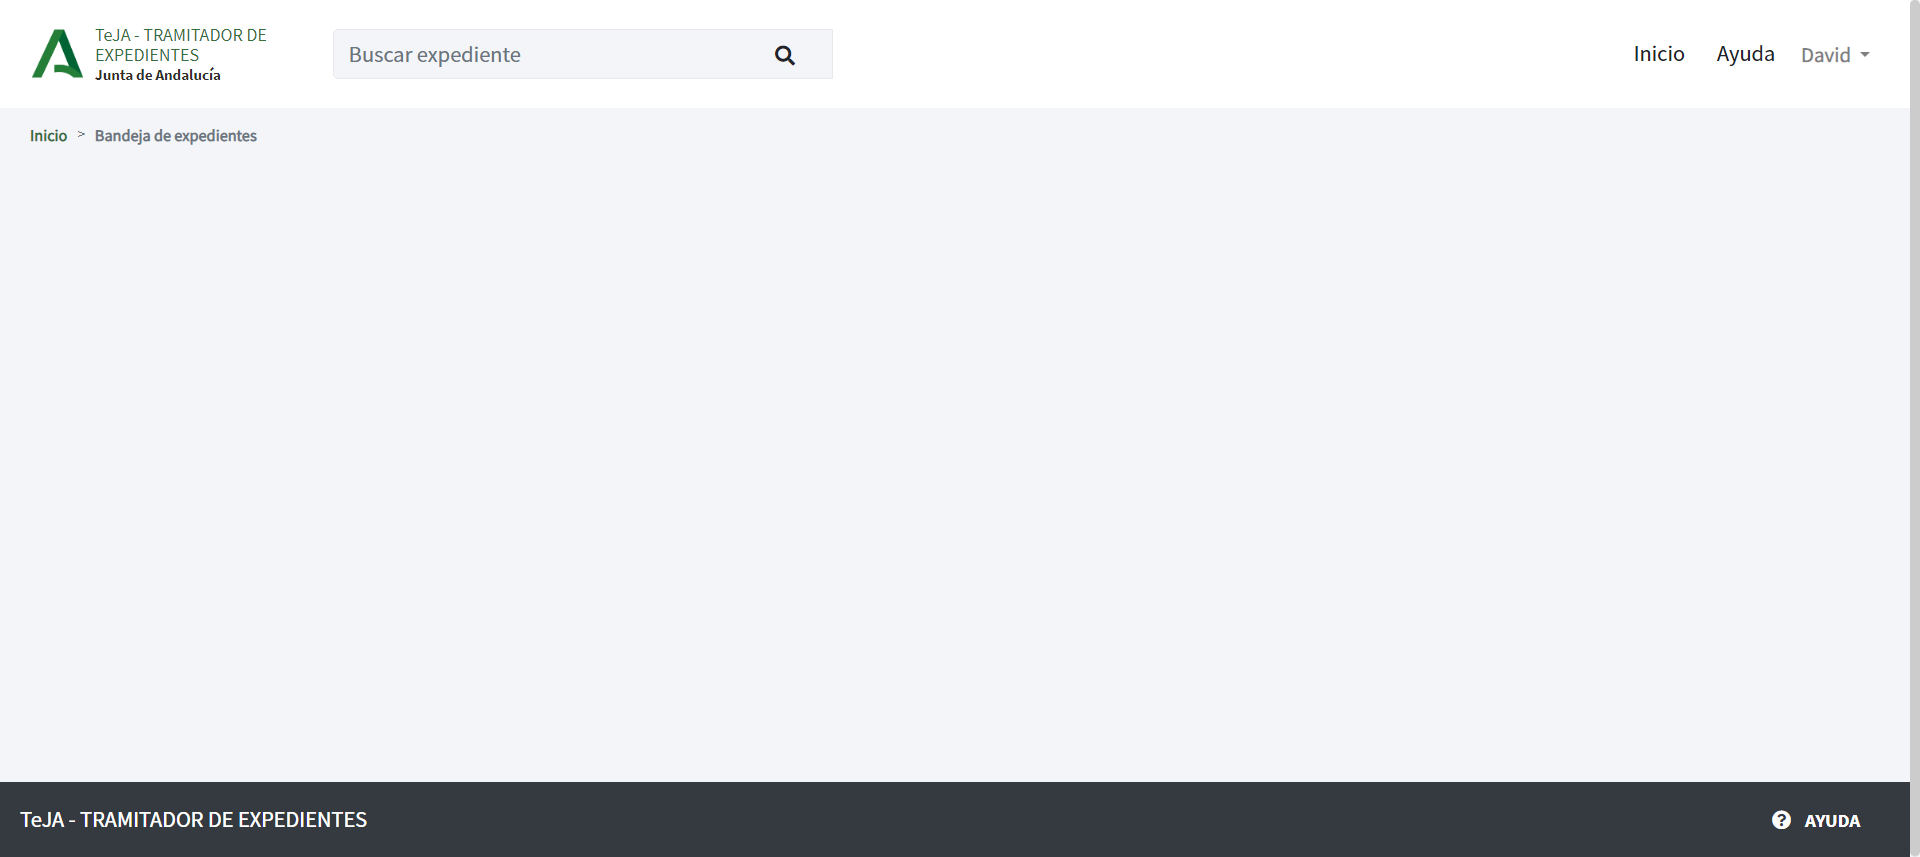 TeJA - TRAMITADOR DE
EXPEDIENTES
Junta de Andalucía
Buscar expediente
Inicio
Ayuda
David
Inicio > Bandeja de expedientes
TeJA - TRAMITADOR DE EXPEDIENTES
? AYUDA